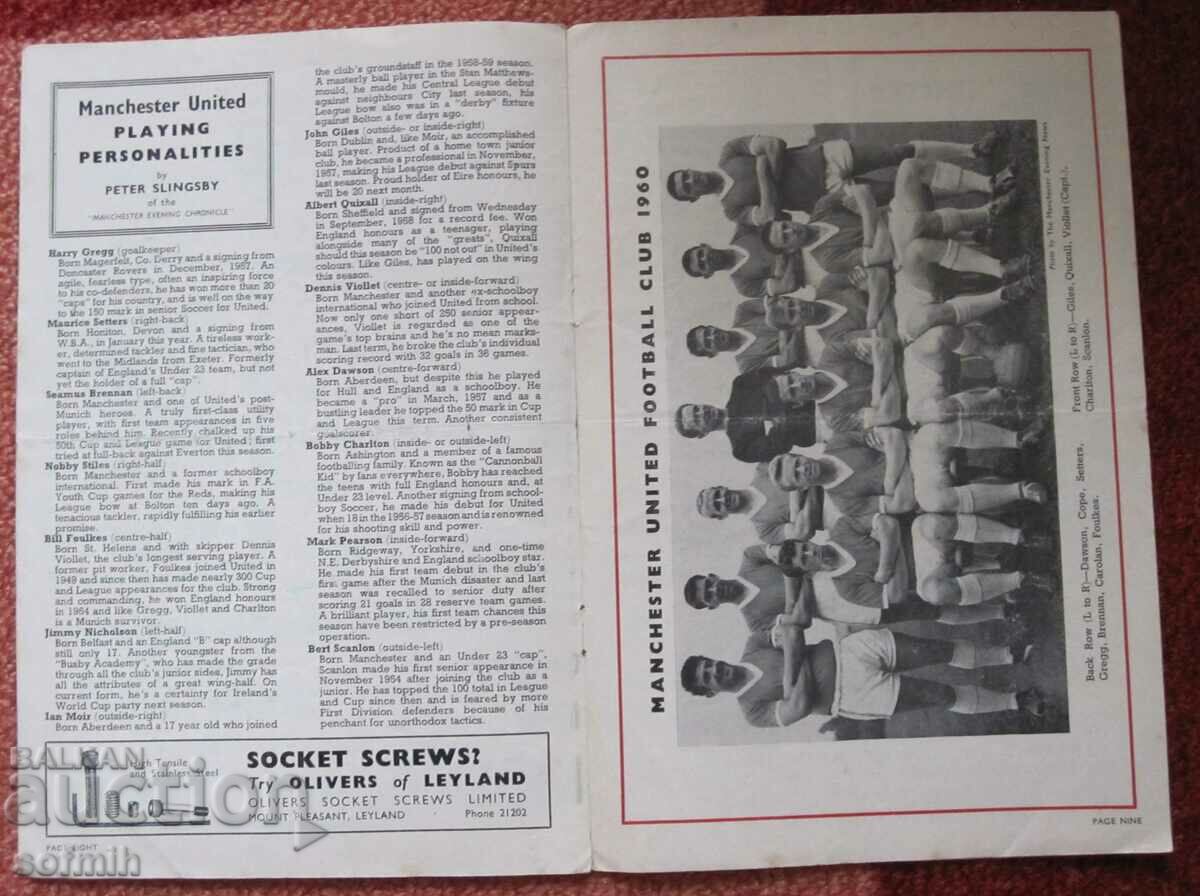 Manchester United
PLAYING
PERSONALITIES
by
PETER SLINGSBY
of the
"MANCHESTER EVENING CHRONICLE"
Harry Gregg (goalkeeper)
Born Magerfelt, Co. Derry and a signing from
Doncaster Rovers in December, 1957. An
agile, fearless type, often an inspiring force
to his co-defenders, he has won more than 20
"caps" for his country, and is well on the way
to the 150 mark in senior Soccer for United.
Maurice Setters (right-back)
Born Honiton, Devon and a signing from
W.B.A., in January this year. A tireless work-
er, determined tackler and fine tactician, who
went to the Midlands from Exeter. Formerly
captain of England's Under 23 team, but not
yet the holder of a full "cap".
Seamus Brennan (left-back)
Born Manchester and one of United's post-
Munich heroes. A truly first-class utility
player, with first team appearances in five
roles behind him. Recently chalked up his
50th Cup and League game for United; first
tried at full-back against Everton this season.
Nobby Stiles (right-half)
Born Manchester and a former schoolboy
international. First made his mark in F.A.
Youth Cup games for the Reds, making his
League bow at Bolton ten days ago. A
tenacious tackler, rapidly fulfilling his earlier
promise.
Bill Foulkes (centre-half)
Born St. Helens and with skipper Dennis
Viollet, the club's longest serving player. A
former pit worker, Foulkes joined United in
1949 and since then has made nearly 300 Cup
and League appearances for the club. Strong
and commanding, he won England honours
in 1954 and like Gregg, Viollet and Charlton
is a Munich survivor.
Jimmy Nicholson (left-half)
Born Belfast and an England "B" cap although
still only 17. Another youngster from the
"Busby Academy", who has made the grade
through all the club's junior sides, Jimmy has
all the attributes of a great wing-half. On
current form, he's a certainty for Ireland's
World Cup party next season.
Ian Moir (outside-right)
Born Aberdeen and a 17 year old who joined
the club's groundstaff in the 1958-59 season.
A masterly ball player in the Stan Matthews-
mould, he made his Central League debut
against neighbours City last season, his
League bow also was in a "derby" fixture
against Bolton a few days ago.
John Giles (outside- or inside-right)
Born Dublin and, like Moir, an accomplished
ball player. Product of a home town junior
club, he became a professional in November,
1957, making his League debut against Spurs
last season. Proud holder of Eire honours, he
will be 20 next month.
Albert Quixall (inside-right)
Born Sheffield and signed from Wednesday
in September, 1958 for a record fee. Won
England honours as a teenager, playing
alongside many of the "greats", Quixall
should this season be "100 not out" in United's
colours. Like Giles, has played on the wing
this season.
Dennis Viollet (centre- or inside-forward)
Born Manchester and another ex-schoolboy
international who joined United from school.
Now only one short of 250 senior appear-
ances, Viollet is regarded as one of the
game's top brains and he's no mean marks-
man. Last term, he broke the club's individual
scoring record with 32 goals in 36 games.
Alex Dawson (centre-forward)
Born Aberdeen, but despite this he played
for Hull and England as a schoolboy. He
became a "pro" in March, 1957 and as a
bustling leader he topped the 50 mark in Cup
and League this term. Another consistent
goalscorer.
Bobby Charlton (inside- or outside-left)
Born Ashington and a member of a famous
footballing family. Known as the "Cannonball
Kid" by fans everywhere, Bobby has reached
the teens with full England honours and, at
Under 23 level. Another signing from school-
boy Soccer, he made his debut for United
when 18 in the 1956-57 season and is renowned
for his shooting skill and power.
Mark Pearson (inside-forward)
Born Ridgeway, Yorkshire, and one-time
N.E. Derbyshire and England schoolboy star.
He made his first team debut in the club's
first game after the Munich disaster and last
season was recalled to senior duty after
scoring 21 goals in 28 reserve team games.
A brilliant player, his first team chances this
season have been restricted by a pre-season
operation.
Bert Scanlon (outside-left)
Born Manchester and an Under 23 "cap",
Scanlon made his first senior appearance in
November 1954 after joining the club as a
junior. He has topped the 100 total in League
and Cup since then and is feared by more
First Division defenders because of his
penchant for unorthodox tactics.
High Tensile
and Stainless Steel
SOCKET SCREWS?
Try OLIVERS of LEYLAND
OLIVERS SOCKET SCREWS LIMITED
MOUNT PLEASANT, LEYLAND Phone 21202
PAGE EIGHT
MANCHESTER UNITED FOOTBALL CLUB 1960
Photo by The Manchester Evening News
Back Row (L to R)—Dawson, Cope, Setters,
Gregg, Brennan, Carolan, Foulkes.
Front Row (L to R)—Giles, Quixall, Viollet (Capt.),
Charlton, Scanlon.
PAGE NINE
BALKAN
auction
sofmih